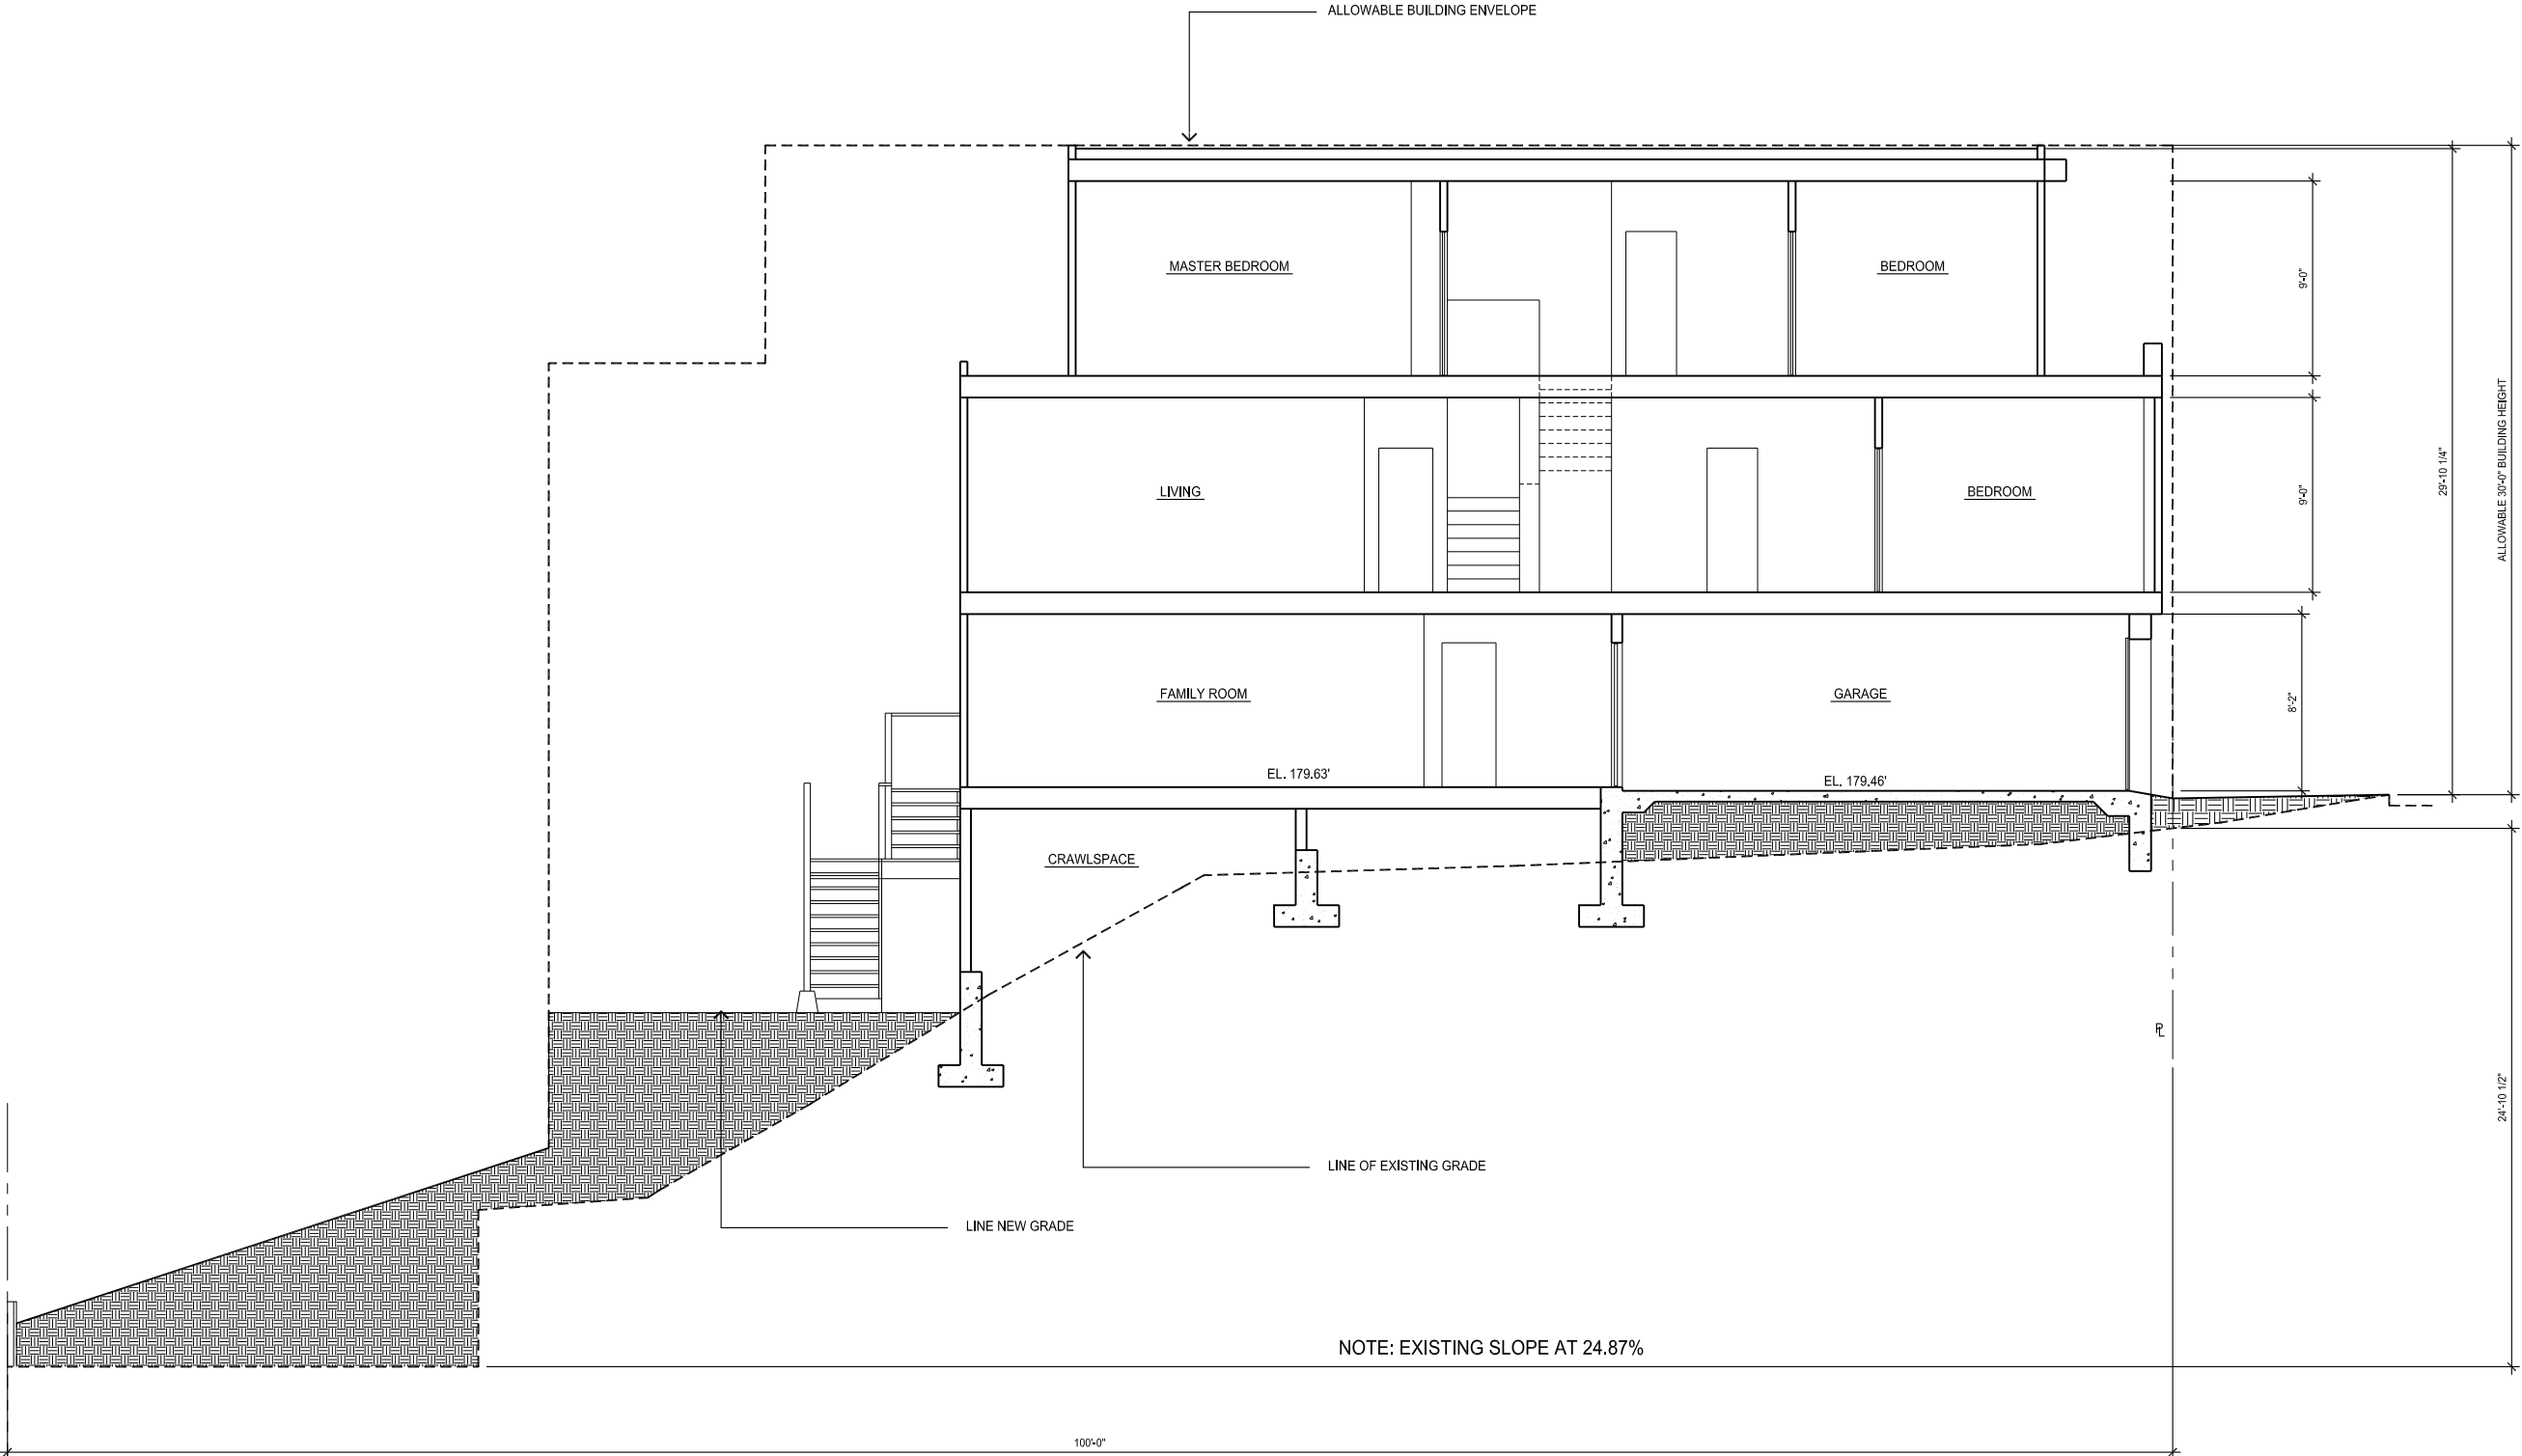 ALLOWABLE BUILDING ENVELOPE
MASTER BEDROOM
BEDROOM
9'-0"
29'-10 1/4"
ALLOWABLE 30'-0" BUILDING HEIGHT
LIVING
BEDROOM
9'-0"
FAMILY ROOM
GARAGE
8'-2"
EL. 179.63'
EL. 179.46'
CRAWLSPACE
PL
24'-10 1/2"
LINE OF EXISTING GRADE
LINE NEW GRADE
NOTE: EXISTING SLOPE AT 24.87%
100'-0"